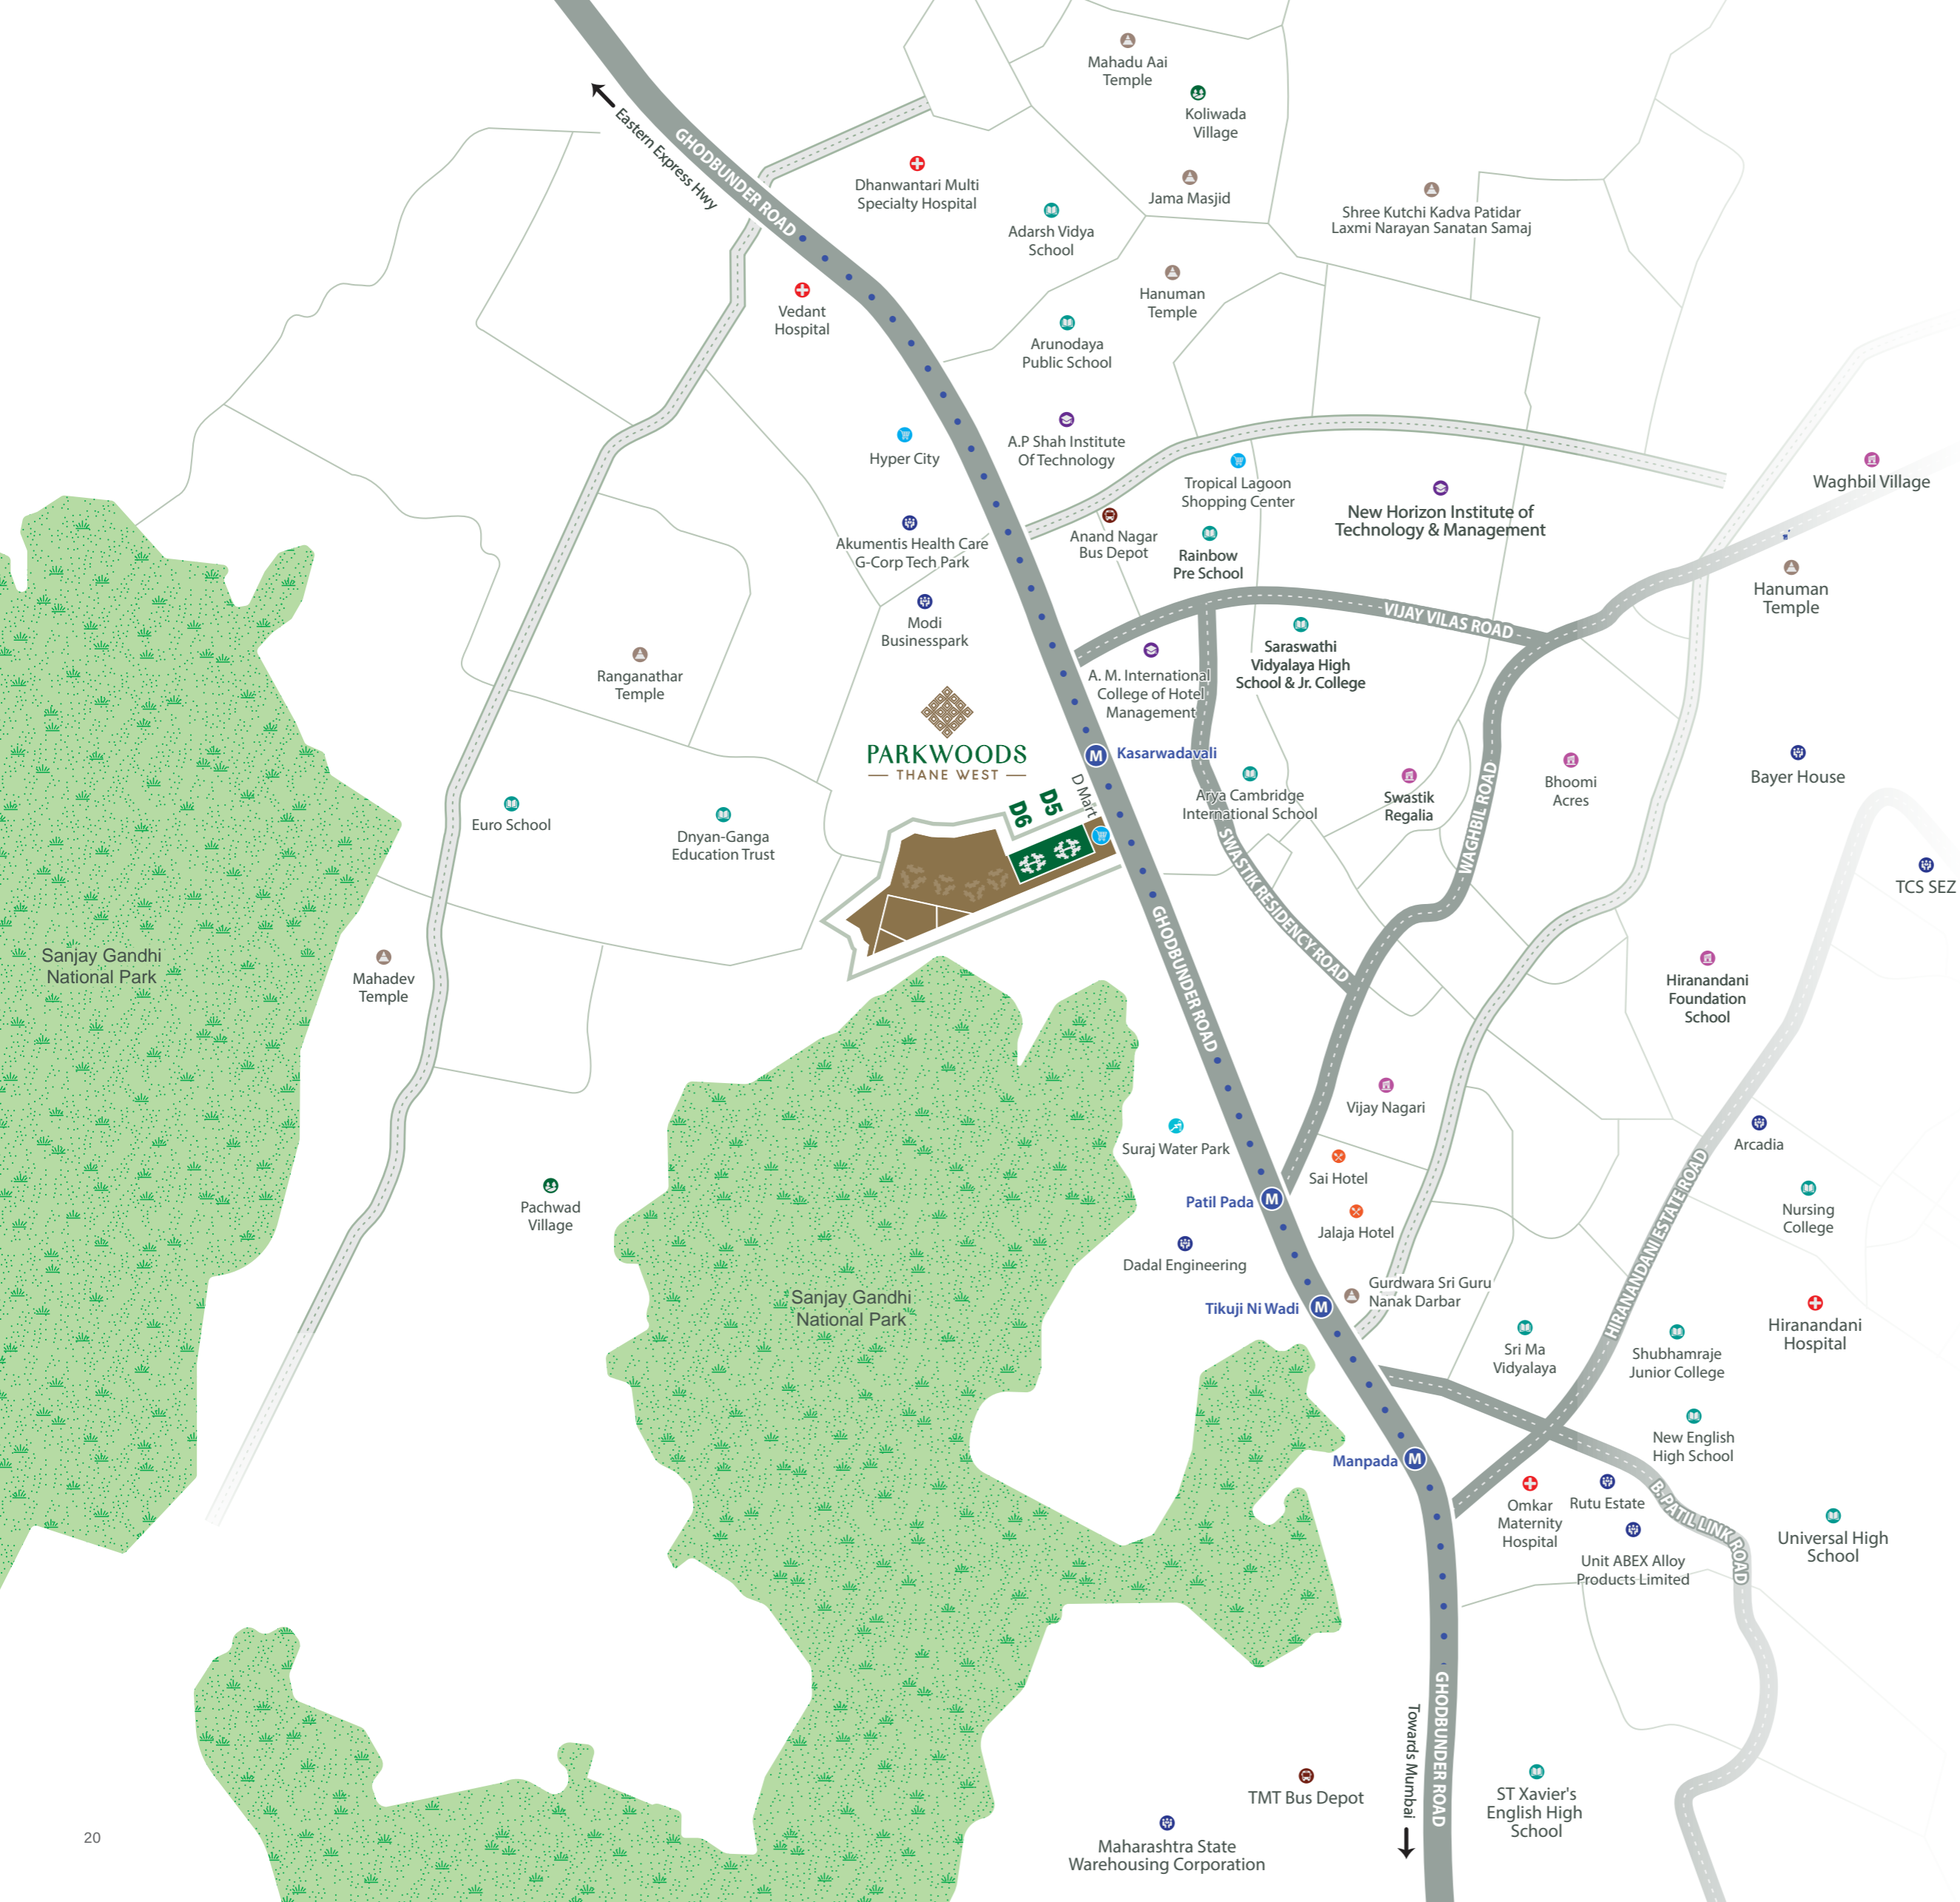 Mahadu Aai
Temple
Koliwada
Village
Eastern Express Hwy
GHODBUNDER ROAD
Dhanwantari Multi
Specialty Hospital
Jama Masjid
Shree Kutchi Kadva Patidar
Laxmi Narayan Sanatan Samaj
Adarsh Vidya
School
Vedant
Hospital
Hanuman
Temple
Arunodaya
Public School
Hyper City
A.P Shah Institute
Of Technology
Tropical Lagoon
Shopping Center
Waghbil Village
New Horizon Institute of
Technology & Management
Akumentis Health Care
G-Corp Tech Park
Anand Nagar
Bus Depot
Rainbow
Pre School
Hanuman
Temple
Modi
Businesspark
VIJAY VILAS ROAD
Ranganathar
Temple
A. M. International
College of Hotel
Management
Saraswathi
Vidyalaya High
School & Jr. College
PARKWOODS
THANE WEST
M
Kasarwadavali
D Mart
D5
D6
Arya Cambridge
International School
Swastik
Regalia
Bhoomi
Acres
Bayer House
WAGHBIL ROAD
Euro School
Dnyan-Ganga
Education Trust
SWASTIK RESIDENCY ROAD
TCS SEZ
GHODBUNDER ROAD
Sanjay Gandhi
National Park
Mahadev
Temple
Hiranandani
Foundation
School
Vijay Nagari
Suraj Water Park
Arcadia
Sai Hotel
Pachwad
Village
Patil Pada
M
Jalaja Hotel
HIRANANDANI ESTATE ROAD
Nursing
College
Dadal Engineering
Sanjay Gandhi
National Park
Tikuji Ni Wadi
M
Gurdwara Sri Guru
Nanak Darbar
Sri Ma
Vidyalaya
Shubhamraje
Junior College
Hiranandani
Hospital
New English
High School
Manpada
M
Omkar
Maternity
Hospital
Rutu Estate
B. PATIL LINK ROAD
Unit ABEX Alloy
Products Limited
Universal High
School
Towards Mumbai
GHODBUNDER ROAD
TMT Bus Depot
ST Xavier's
English High
School
Maharashtra State
Warehousing Corporation
20